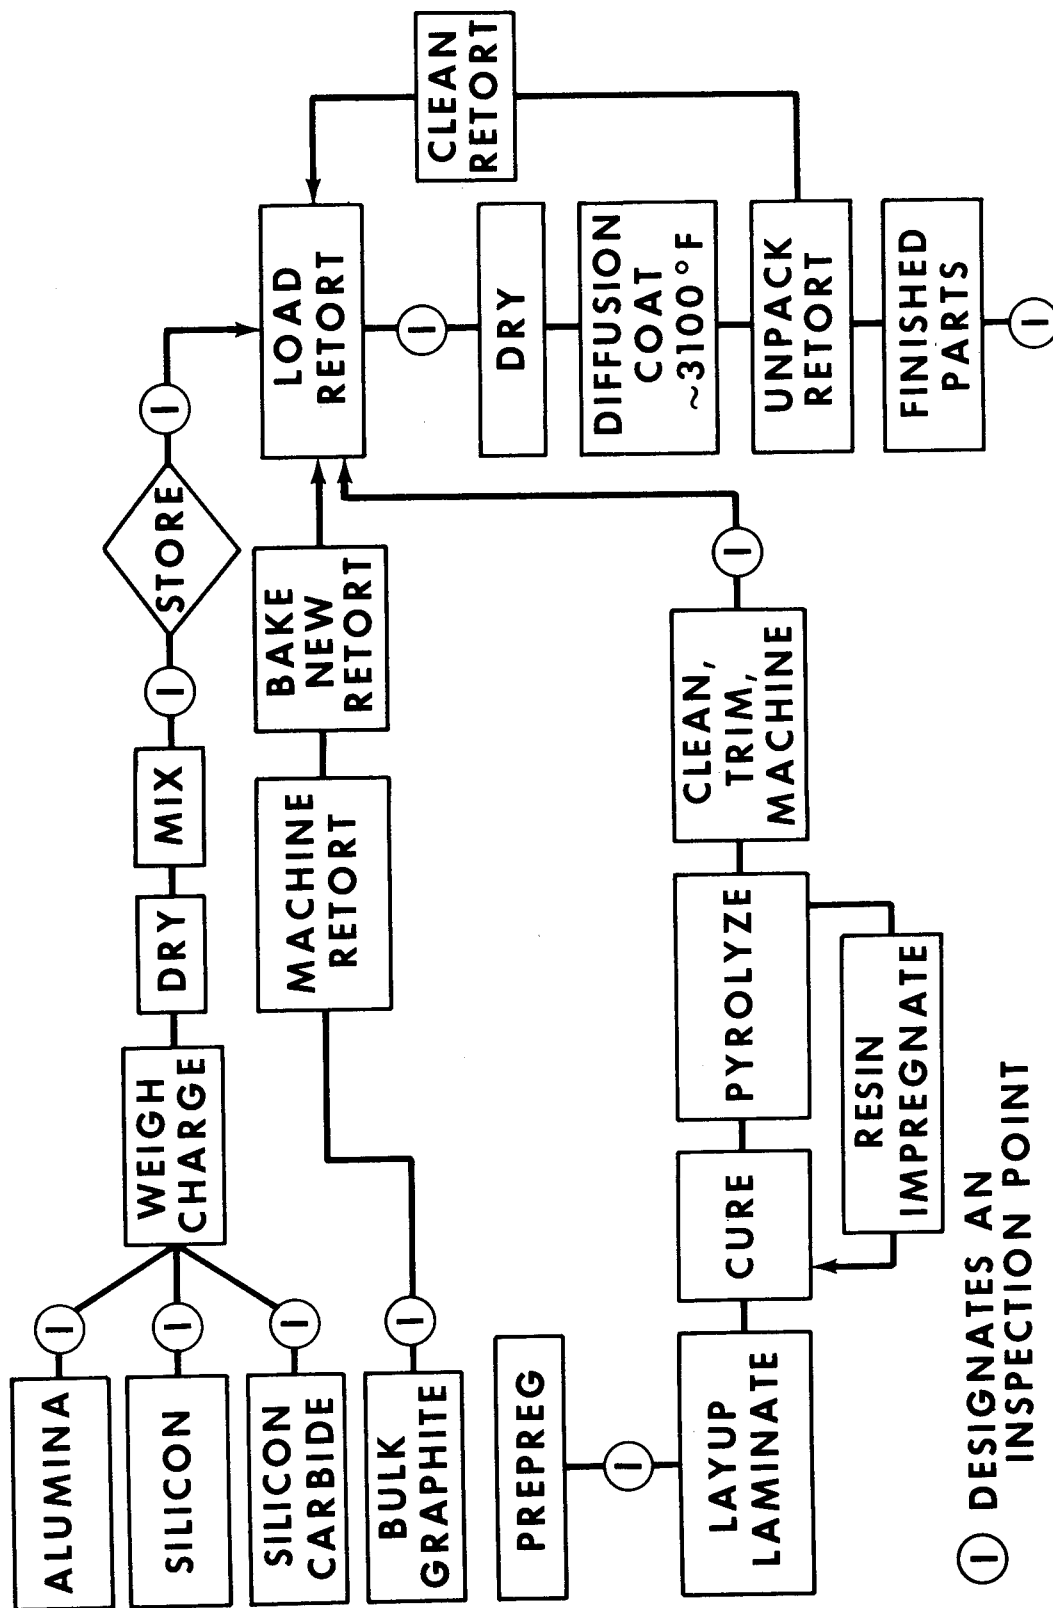 ALUMINA
I
SILICON
I
SILICON
CARBIDE
I
WEIGH
CHARGE
DRY
MIX
I
STORE
I
BULK
GRAPHITE
I
MACHINE
RETORT
BAKE
NEW
RETORT
LOAD
RETORT
CLEAN
RETORT
I
DRY
DIFFUSION
COAT
~3100°F
UNPACK
RETORT
FINISHED
PARTS
I
PREPREG
I
LAYUP
LAMINATE
CURE
PYROLYZE
RESIN
IMPREGNATE
CLEAN,
TRIM,
MACHINE
I
I DESIGNATES AN
INSPECTION POINT